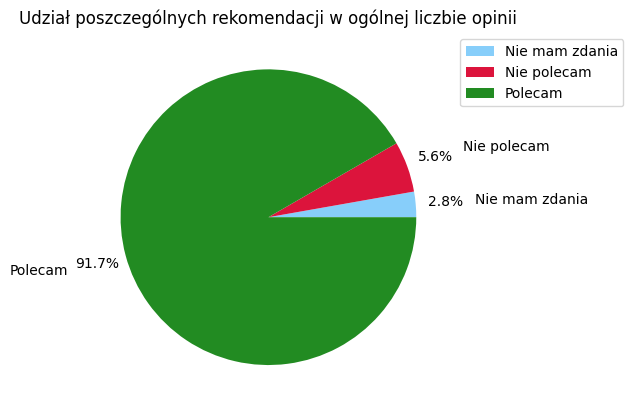 Udział poszczególnych rekomendacji w ogólnej liczbie opinii
Nie mam zdania
Nie polecam
Polecam
5.6% Nie polecam
2.8% Nie mam zdania
Polecam 91.7%